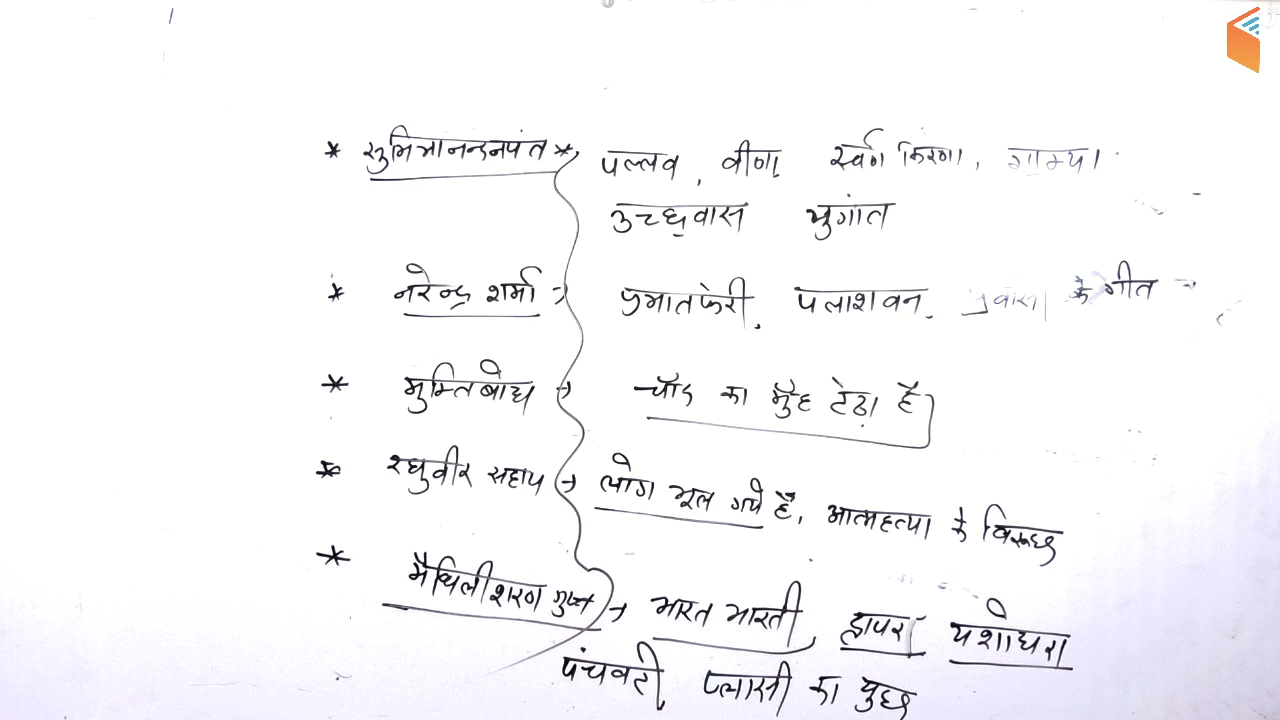 * सुमित्रानन्दनपंत * पल्लव, वीणा, स्वर्ण किरण, ग्राम्या
उच्छ्वास युगांत
* नरेन्द्र शर्मा → प्रभातफेरी, पलाशवन, प्रवासी के गीत
* मुक्तिबोध → चाँद का मुँह टेढ़ा है
* रघुवीर सहाय → लोग भूल गये हैं, आत्महत्या के विरुद्ध
* मैथिलीशरण गुप्त → भारत भारती, द्वापर यशोधरा
पंचवटी, प्लासी का युद्ध